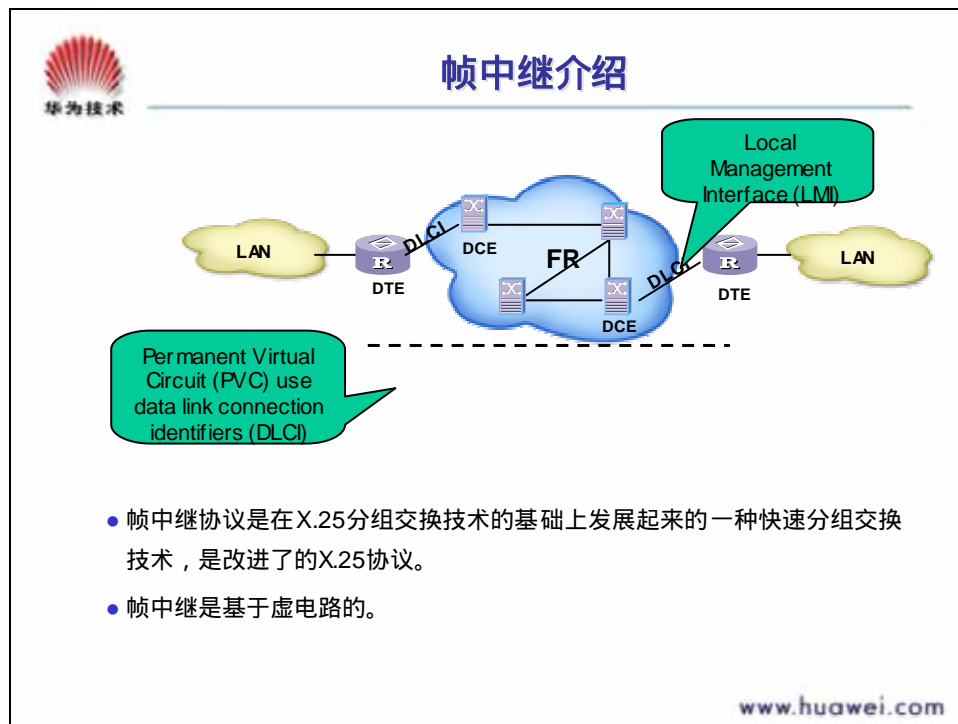 华为技术
帧中继介绍
Local
Management
Interface (LMI)
LAN
R
DTE
DLCI
DCE
FR
DLCI
DCE
R
DTE
LAN
Permanent Virtual
Circuit (PVC) use
data link connection
identifiers (DLCI)
帧中继协议是在X.25分组交换技术的基础上发展起来的一种快速分组交换
技术，是改进了的X.25协议。
帧中继是基于虚电路的。
www.huawei.com